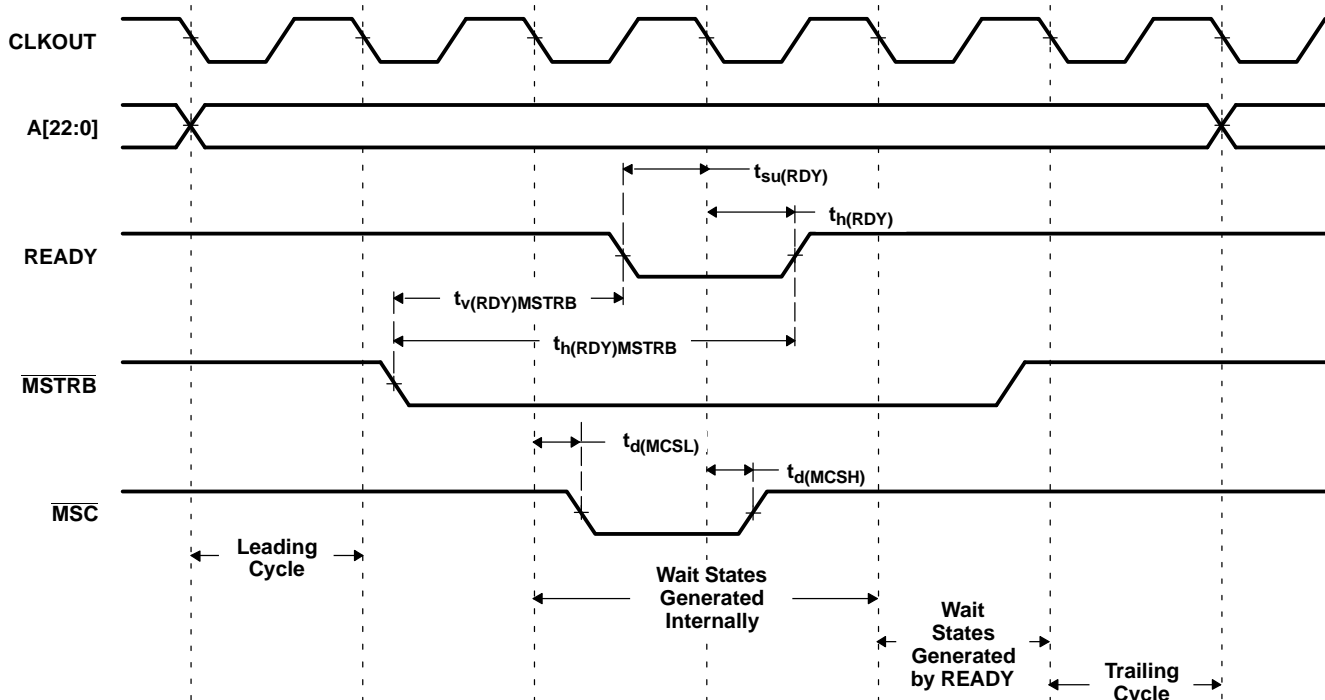 CLKOUT
A[22:0]
tsu(RDY)
th(RDY)
READY
tv(RDY)MSTRB
th(RDY)MSTRB
MSTRB
td(MCSL)
td(MCSH)
MSC
Leading
Cycle
Wait States
Generated
Internally
Wait
States
Generated
by READY
Trailing
Cycle